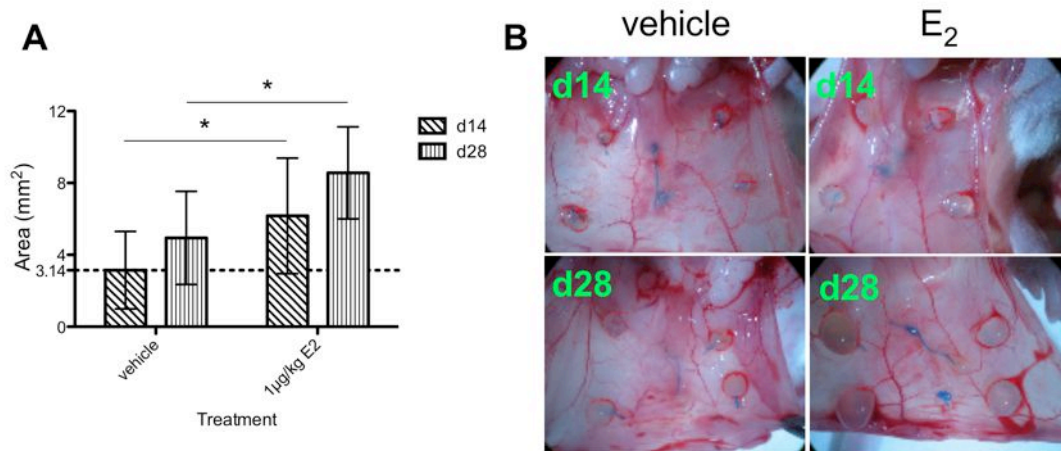 A
12
8
4
3.14
0
Area (mm²)
*
*
d14
d28
vehicle
1µg/kg E2
Treatment
B
vehicle
E₂
d14
d14
d28
d28